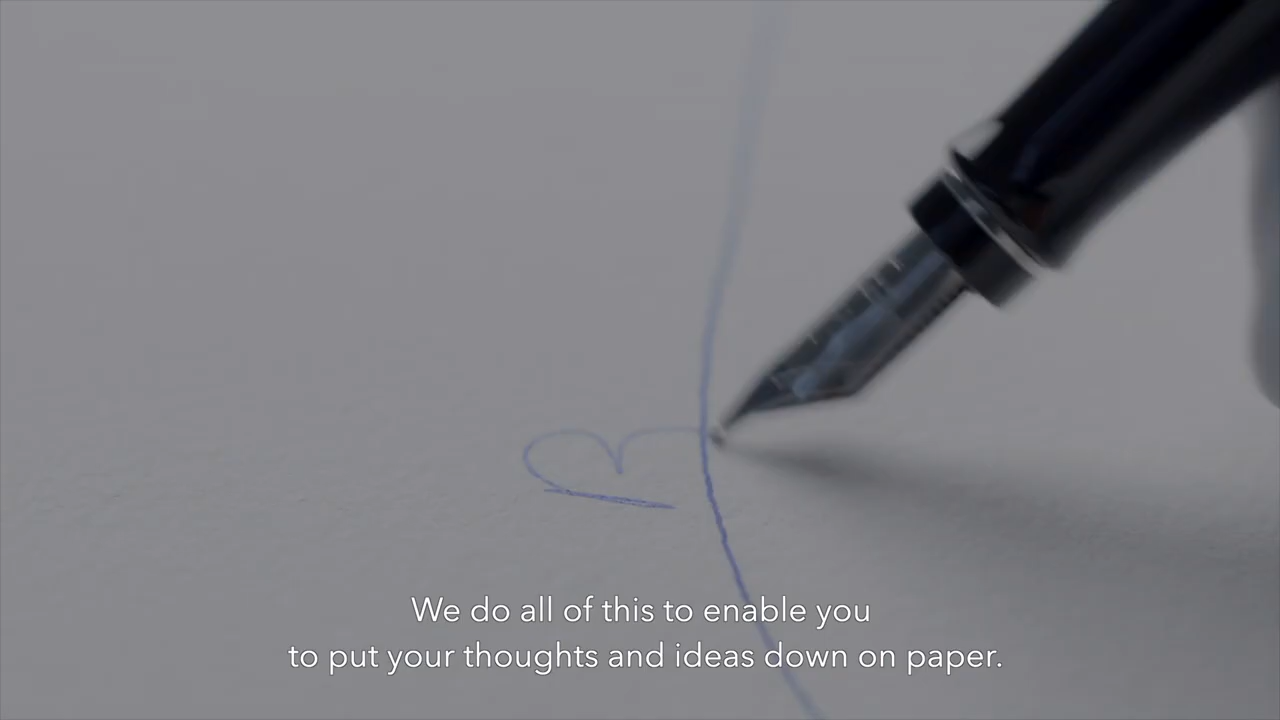 We do all of this to enable you
to put your thoughts and ideas down on paper.